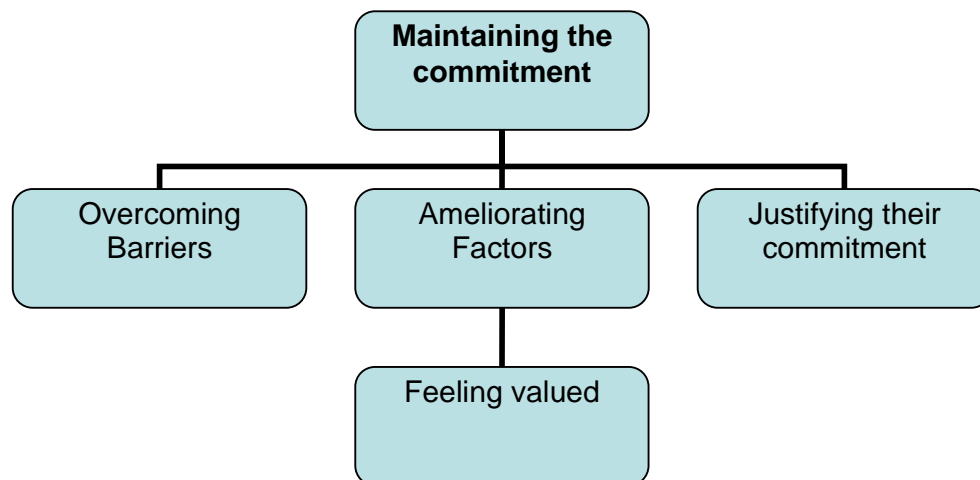 Maintaining the
commitment
Overcoming
Barriers
Ameliorating
Factors
Justifying their
commitment
Feeling valued